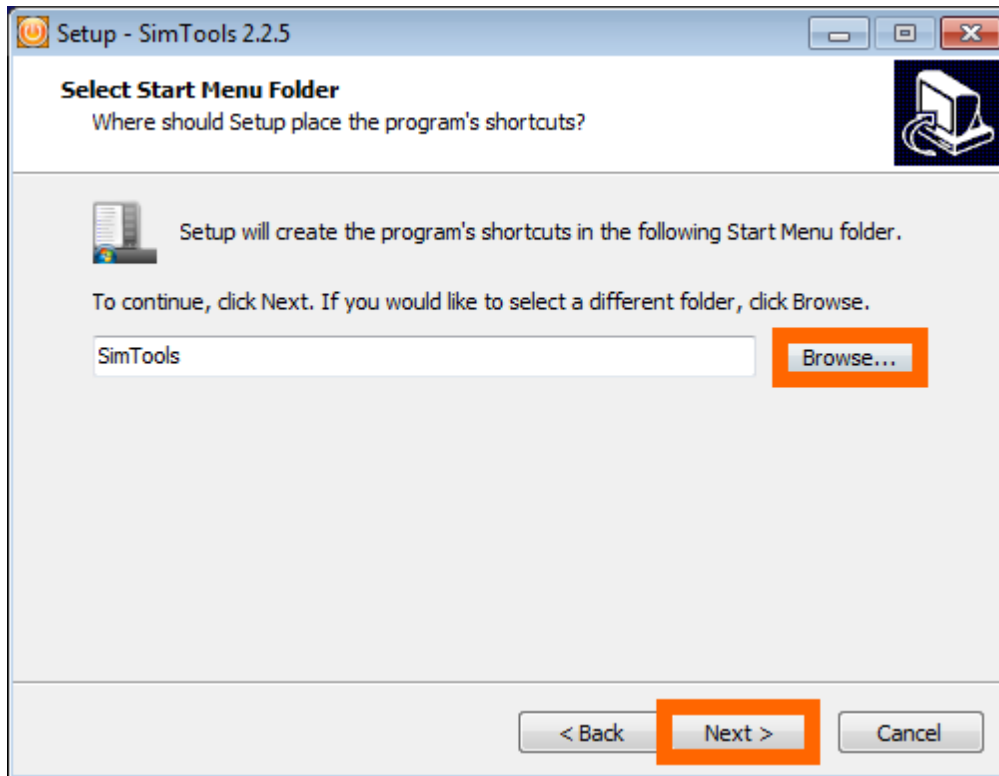 Setup - SimTools 2.2.5
Select Start Menu Folder
Where should Setup place the program's shortcuts?
Setup will create the program's shortcuts in the following Start Menu folder.
To continue, click Next. If you would like to select a different folder, click Browse.
SimTools
Browse...
< Back
Next >
Cancel